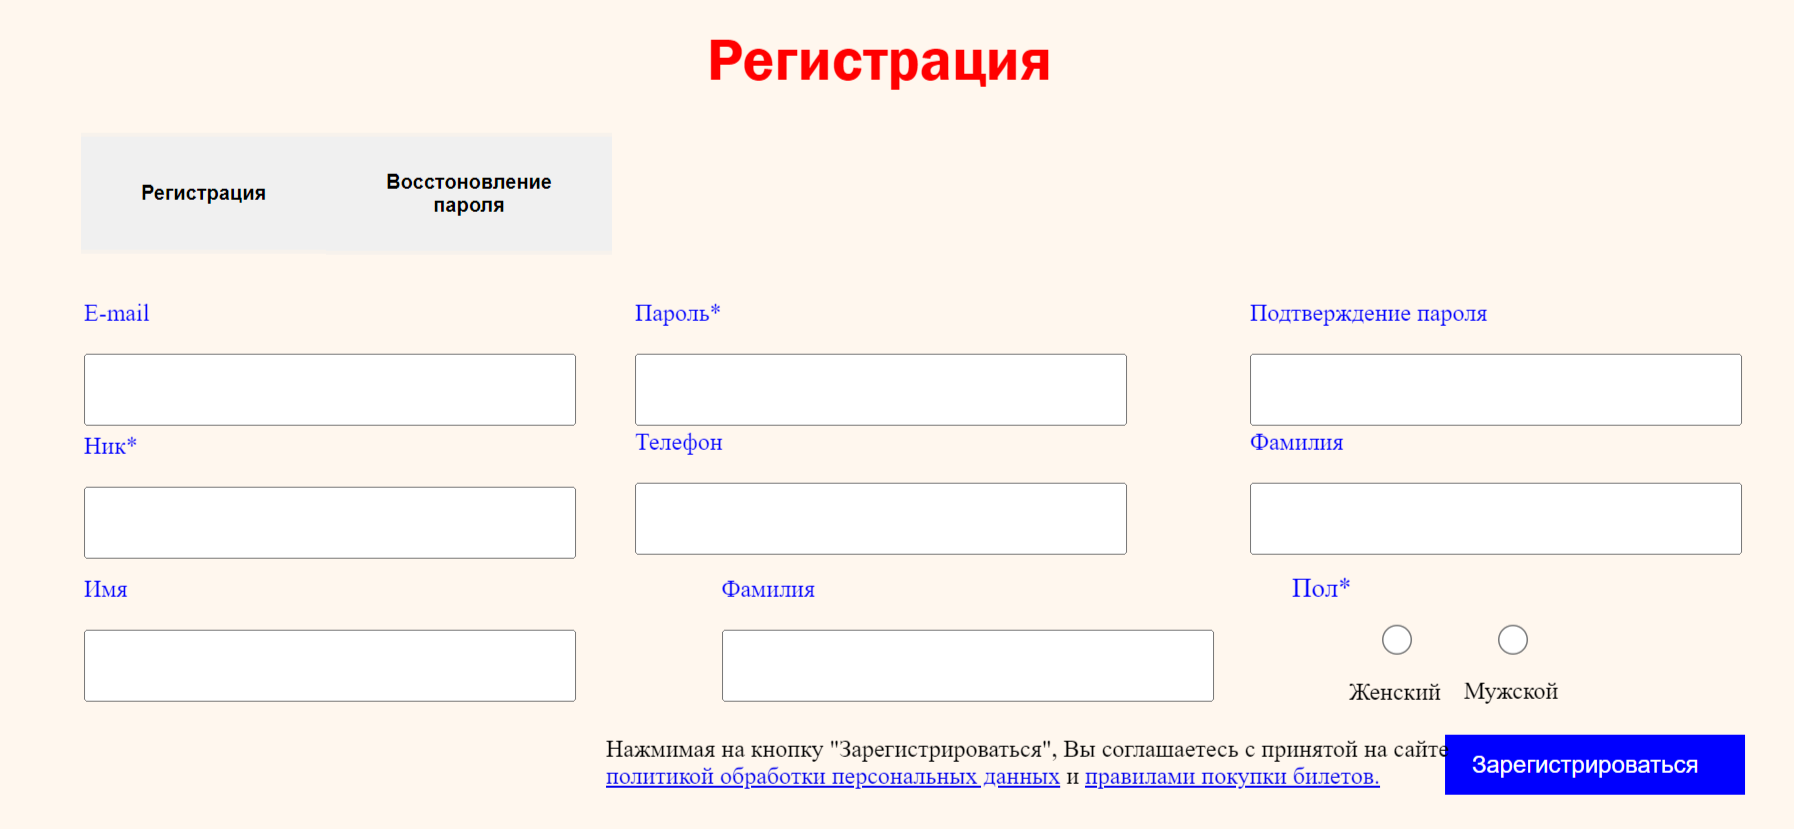 Регистрация
Регистрация
Восстоновление
пароля
E-mail
Пароль*
Подтверждение пароля
Ник*
Телефон
Фамилия
Имя
Фамилия
Пол*
Женский
Мужской
Нажмимая на кнопку "Зарегистрироваться", Вы соглашаетесь с принятой на сайте
политикой обработки персональных данных и правилами покупки билетов.
Зарегистрироваться